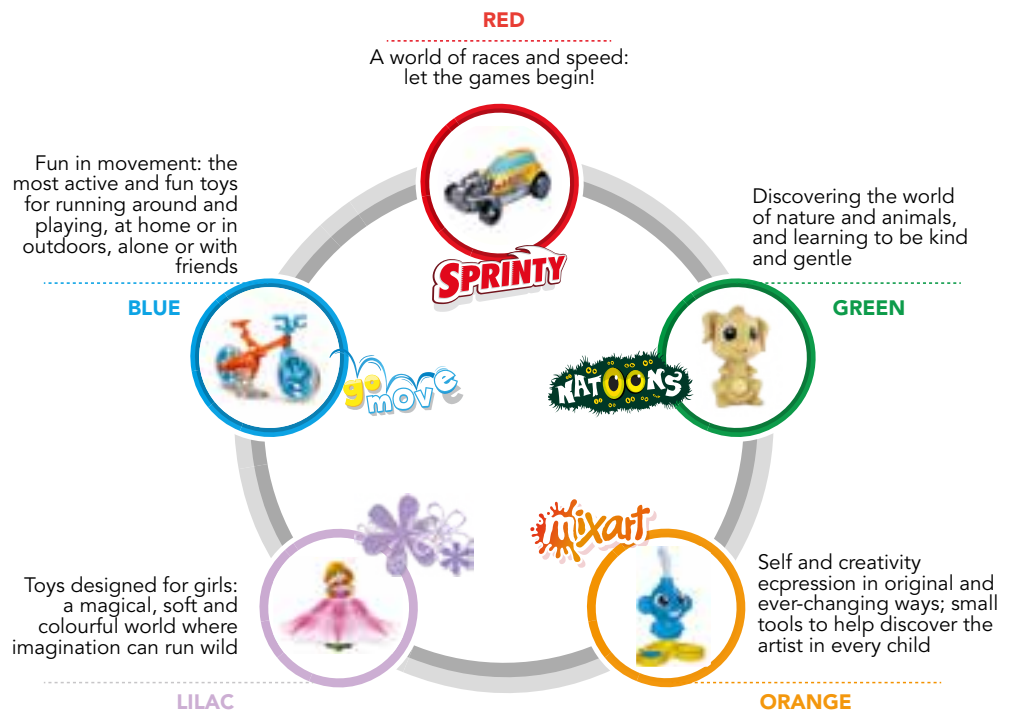 RED
A world of races and speed:
let the games begin!
SPRINTY
Fun in movement: the
most active and fun toys
for running around and
playing, at home or in
outdoors, alone or with
friends
BLUE
go
move
Discovering the world
of nature and animals,
and learning to be kind
and gentle
GREEN
NATOONS
Toys designed for girls:
a magical, soft and
colourful world where
imagination can run wild
LILAC
mixart
Self and creativity
ecpression in original and
ever-changing ways; small
tools to help discover the
artist in every child
ORANGE